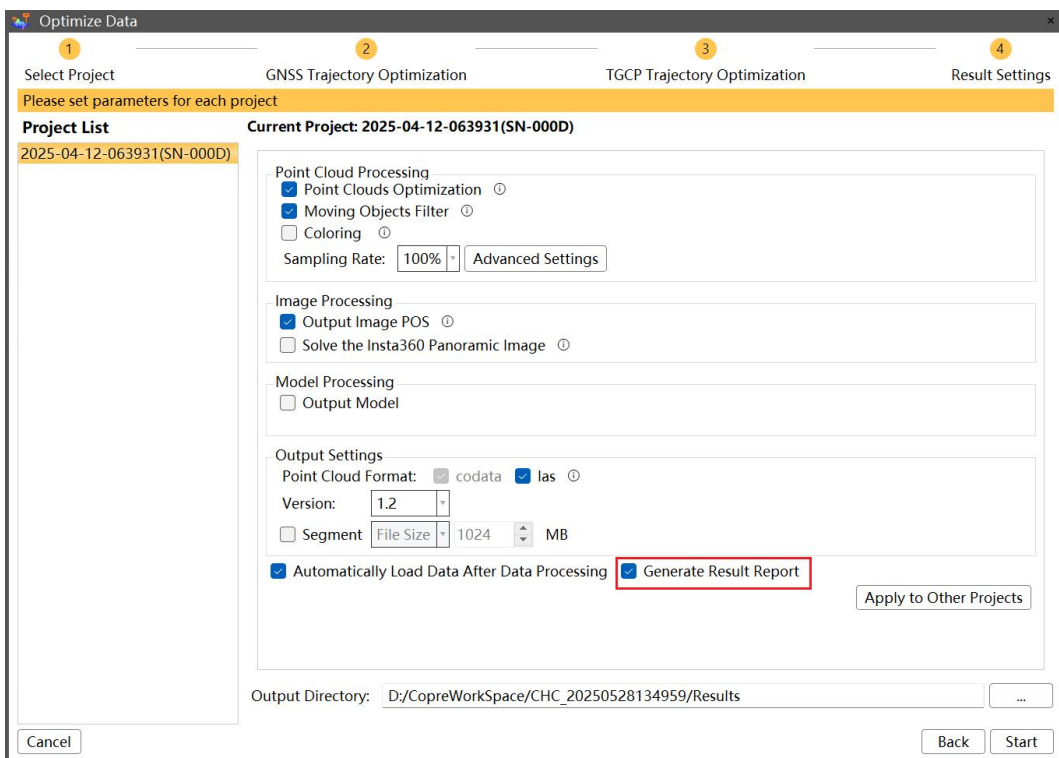 Optimize Data
1 2 3 4
Select Project GNSS Trajectory Optimization TGCP Trajectory Optimization Result Settings
Please set parameters for each project
Project List
2025-04-12-063931(SN-000D)
Current Project: 2025-04-12-063931(SN-000D)
Point Cloud Processing
Point Clouds Optimization
Moving Objects Filter
Coloring
Sampling Rate: 100% Advanced Settings
Image Processing
Output Image POS
Solve the Insta360 Panoramic Image
Model Processing
Output Model
Output Settings
Point Cloud Format: codata las
Version: 1.2
Segment File Size 1024 MB
Automatically Load Data After Data Processing Generate Result Report
Apply to Other Projects
Output Directory: D:/CopreWorkSpace/CHC_20250528134959/Results ...
Cancel Back Start